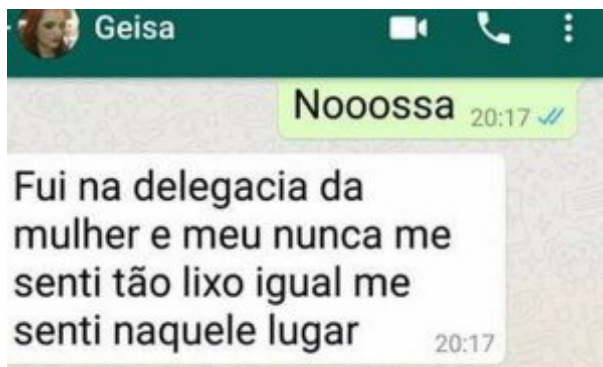 Geisa
Nooossa 20:17
Fui na delegacia da
mulher e meu nunca me
senti tão lixo igual me
senti naquele lugar 20:17